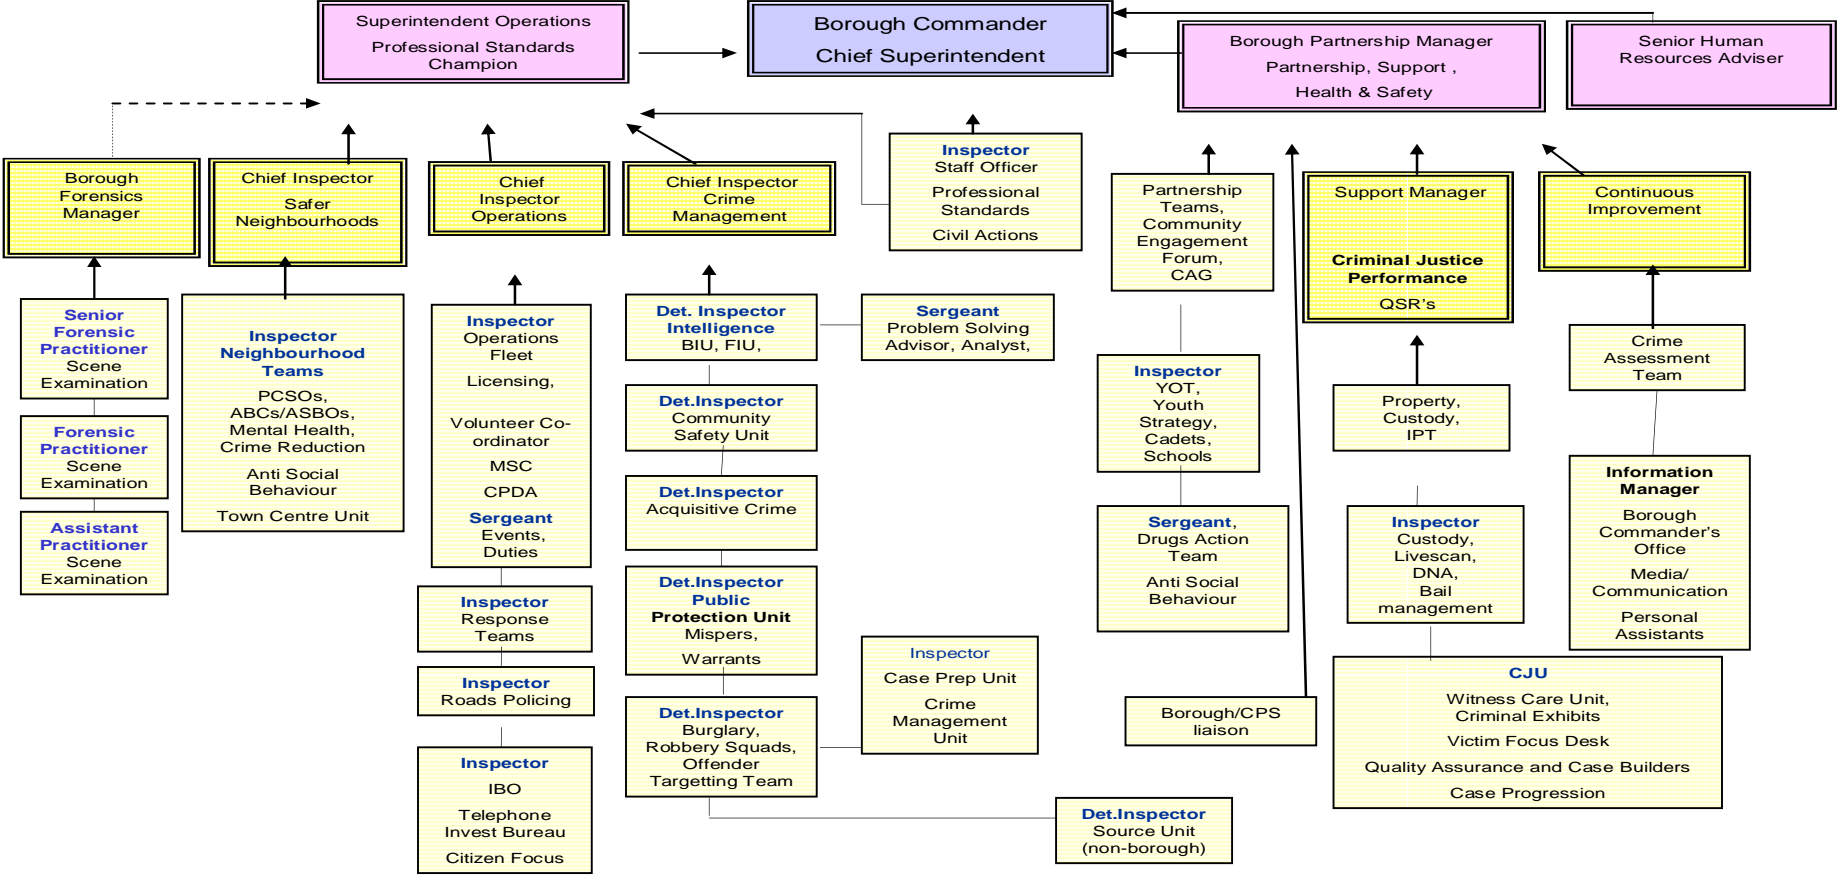 Superintendent Operations
Professional Standards
Champion
Borough Commander
Chief Superintendent
Borough Partnership Manager
Partnership, Support ,
Health & Safety
Senior Human
Resources Adviser
Borough
Forensics
Manager
Chief Inspector
Safer
Neighbourhoods
Chief
Inspector
Operations
Chief Inspector
Crime
Management
Inspector
Staff Officer
Professional
Standards
Civil Actions
Partnership
Teams,
Community
Engagement
Forum,
CAG
Support Manager
Criminal Justice
Performance
QSR's
Continuous
Improvement
Senior
Forensic
Practitioner
Scene
Examination
Forensic
Practitioner
Scene
Examination
Assistant
Practitioner
Scene
Examination
Inspector
Neighbourhood
Teams
PCSOs,
ABCs/ASBOs,
Mental Health,
Crime Reduction
Anti Social
Behaviour
Town Centre Unit
Inspector
Operations
Fleet
Licensing,
Volunteer Co-
ordinator
MSC
CPDA
Sergeant
Events,
Duties
Inspector
Response
Teams
Inspector
Roads Policing
Inspector
IBO
Telephone
Invest Bureau
Citizen Focus
Det. Inspector
Intelligence
BIU, FIU,
Sergeant
Problem Solving
Advisor, Analyst,
Det.Inspector
Community
Safety Unit
Det.Inspector
Acquisitive Crime
Det.Inspector
Public
Protection Unit
Mispers,
Warrants
Det.Inspector
Burglary,
Robbery Squads,
Offender
Targetting Team
Inspector
Case Prep Unit
Crime
Management
Unit
Det.Inspector
Source Unit
(non-borough)
Inspector
YOT,
Youth
Strategy,
Cadets,
Schools
Sergeant,
Drugs Action
Team
Anti Social
Behaviour
Borough/CPS
liaison
Property,
Custody,
IPT
Inspector
Custody,
Livescan,
DNA,
Bail
management
CJU
Witness Care Unit,
Criminal Exhibits
Victim Focus Desk
Quality Assurance and Case Builders
Case Progression
Crime
Assessment
Team
Information
Manager
Borough
Commander's
Office
Media/
Communication
Personal
Assistants